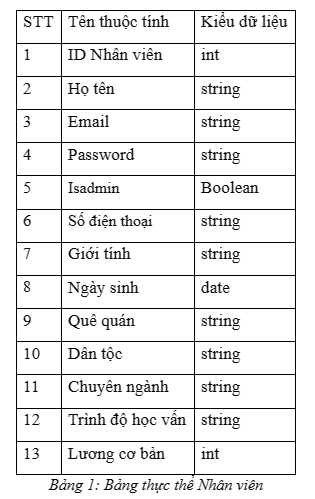 STT Tên thuộc tính Kiểu dữ liệu
1 ID Nhân viên int
2 Họ tên string
3 Email string
4 Password string
5 Isadmin Boolean
6 Số điện thoại string
7 Giới tính string
8 Ngày sinh date
9 Quê quán string
10 Dân tộc string
11 Chuyên ngành string
12 Trình độ học vấn string
13 Lương cơ bản int
Bảng 1: Bảng thực thể Nhân viên